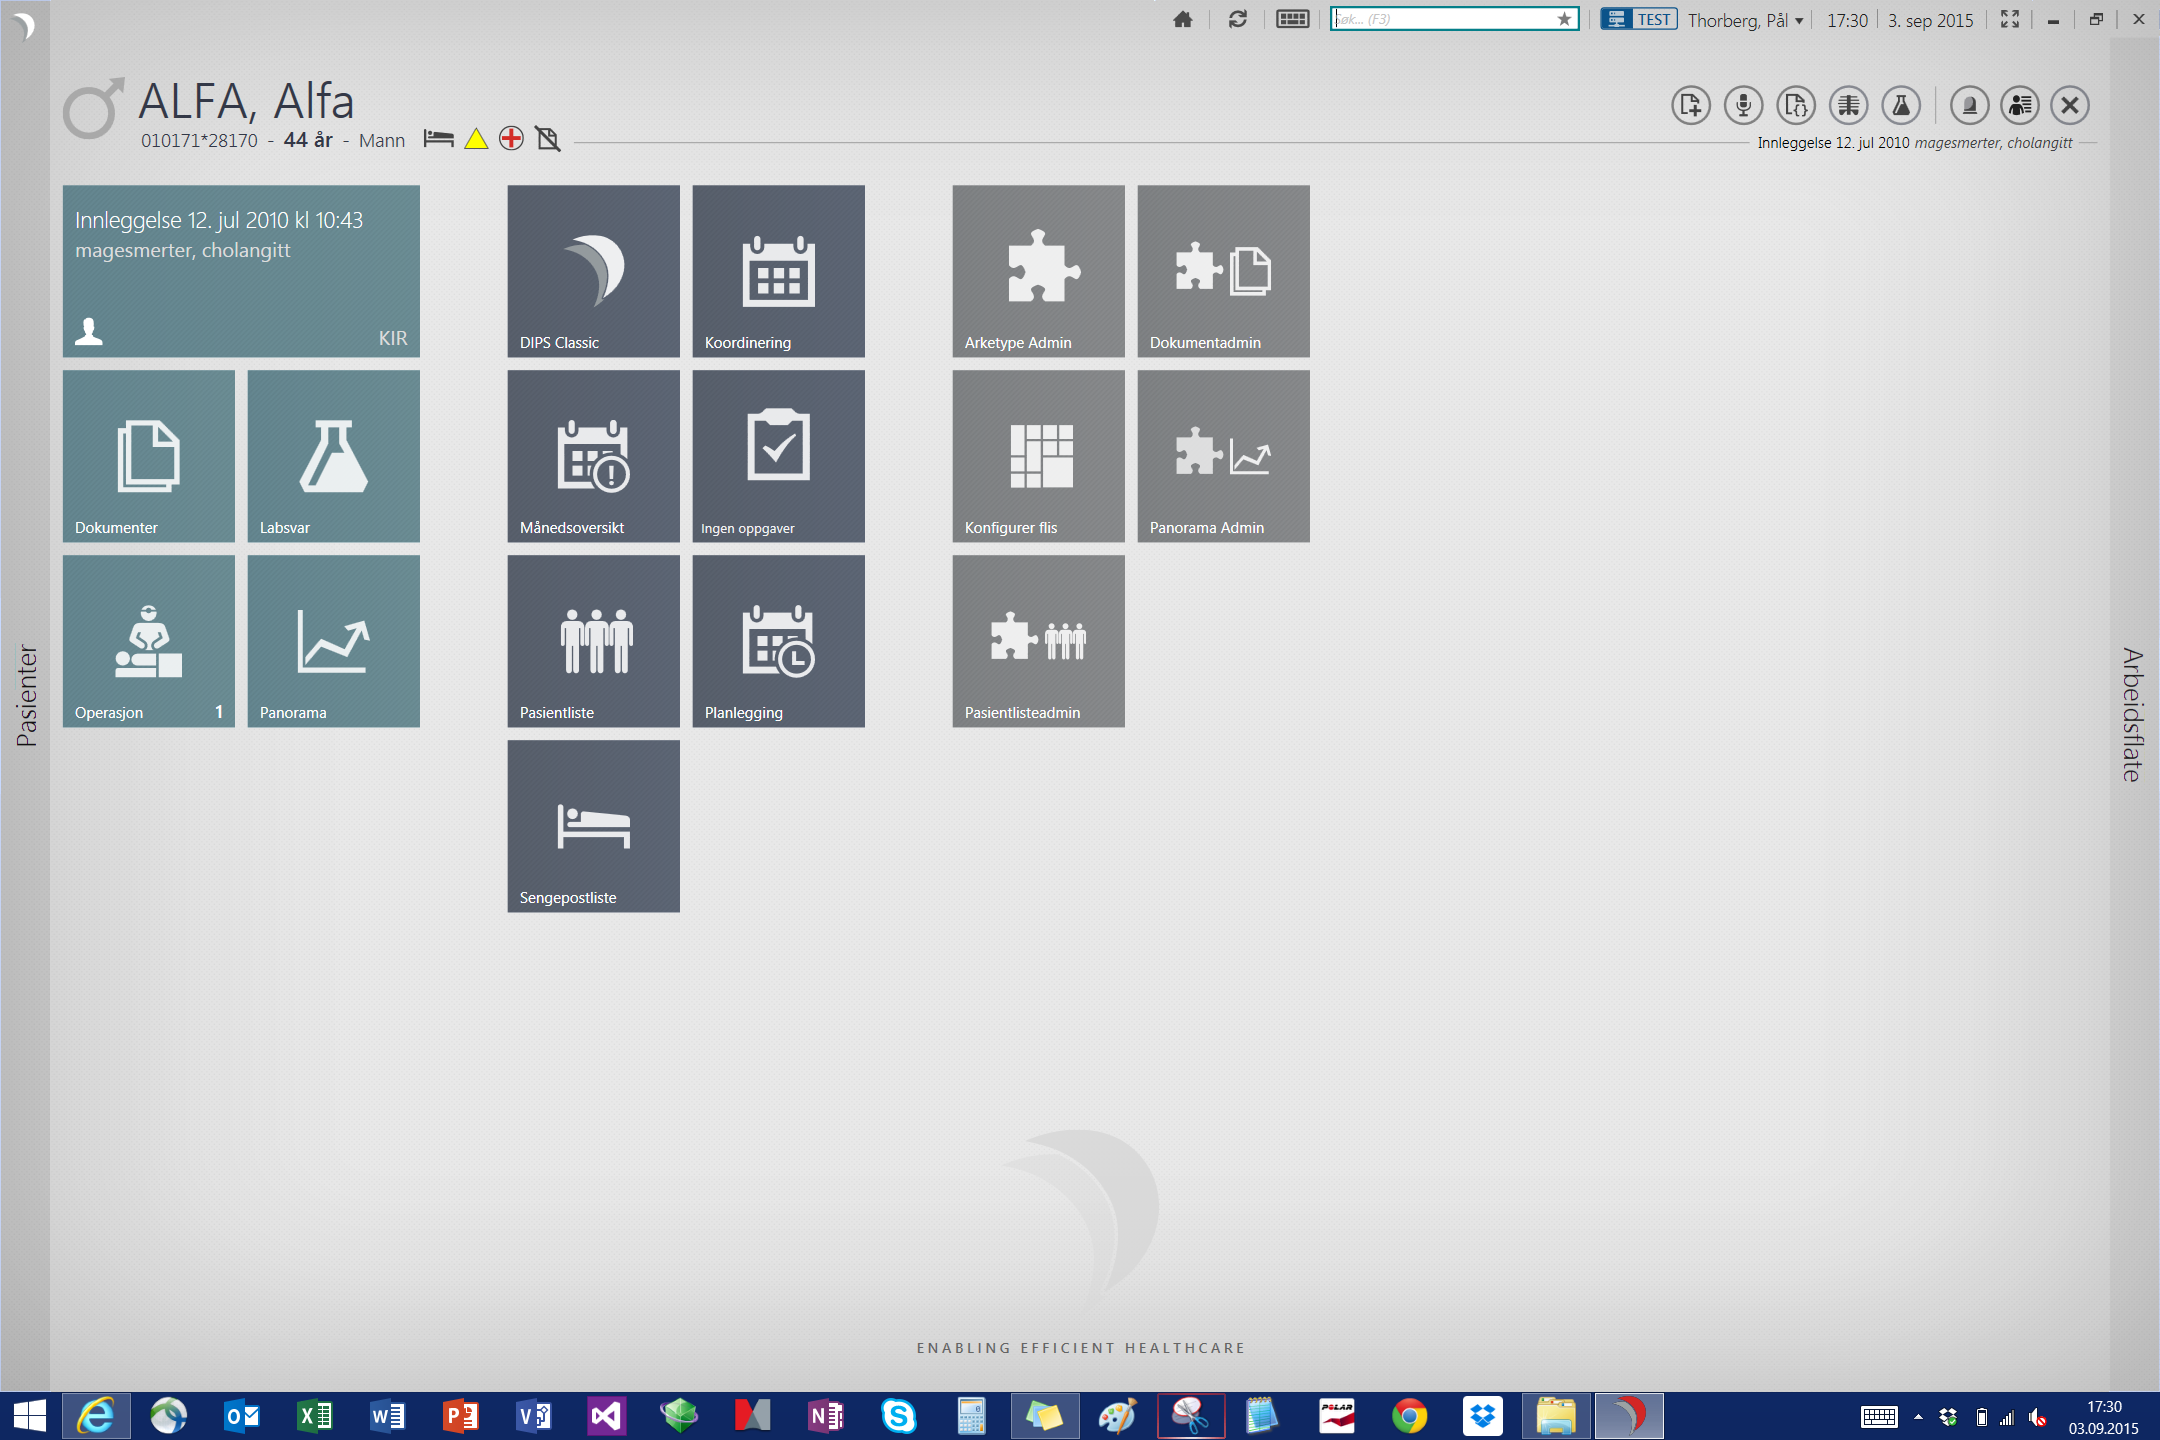 Søk... (F3)
TEST
Thorberg, Pål
17:30
3. sep 2015
ALFA, Alfa
010171*28170 - 44 år - Mann
Innleggelse 12. jul 2010 magesmerter, cholangitt
Innleggelse 12. jul 2010 kl 10:43
magesmerter, cholangitt
KIR
Dokumenter
Labsvar
Operasjon 1
Panorama
DIPS Classic
Koordinering
Månedsoversikt
Ingen oppgaver
Pasientliste
Planlegging
Sengepostliste
Arketype Admin
Dokumentadmin
Konfigurer flis
Panorama Admin
Pasientlisteadmin
Pasienter
Arbeidsflate
ENABLING EFFICIENT HEALTHCARE
POLAR
17:30
03.09.2015